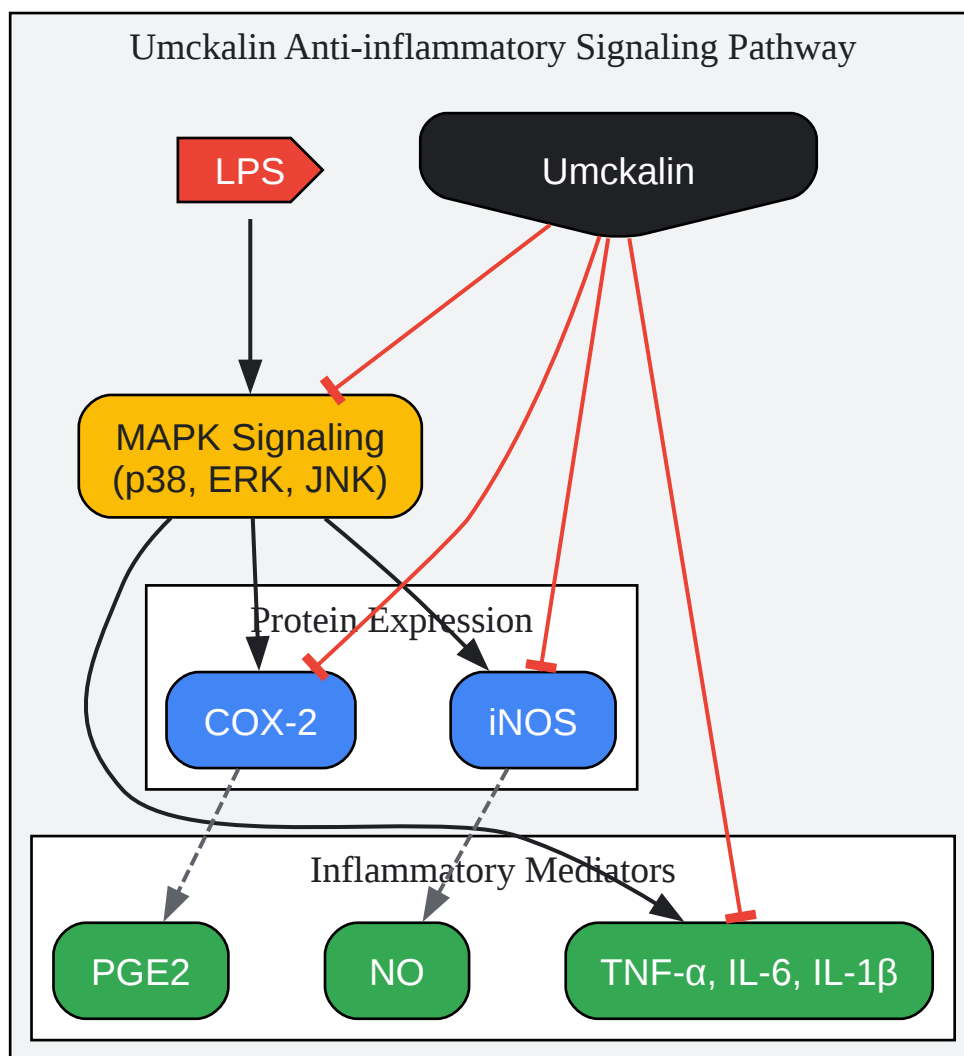 Umckalin Anti-inflammatory Signaling Pathway
LPS
Umckalin
MAPK Signaling
(p38, ERK, JNK)
Protein Expression
COX-2
iNOS
Inflammatory Mediators
PGE2
NO
TNF-α, IL-6, IL-1β